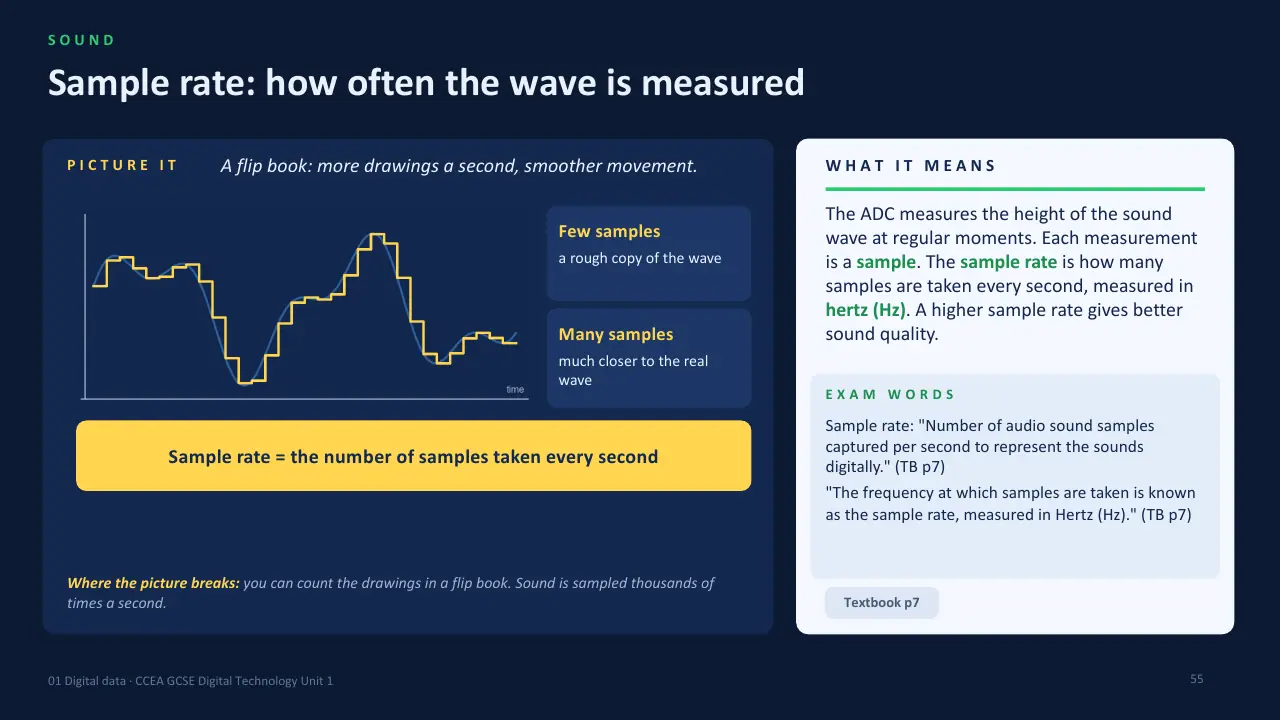 SOUND
Sample rate: how often the wave is measured
PICTURE IT
A flip book: more drawings a second, smoother movement.
time
Few samples
a rough copy of the wave
Many samples
much closer to the real
wave
Sample rate = the number of samples taken every second
Where the picture breaks: you can count the drawings in a flip book. Sound is sampled thousands of
times a second.
WHAT IT MEANS
The ADC measures the height of the sound
wave at regular moments. Each measurement
is a sample. The sample rate is how many
samples are taken every second, measured in
hertz (Hz). A higher sample rate gives better
sound quality.
EXAM WORDS
Sample rate: "Number of audio sound samples
captured per second to represent the sounds
digitally." (TB p7)
"The frequency at which samples are taken is known
as the sample rate, measured in Hertz (Hz)." (TB p7)
Textbook p7
01 Digital data · CCEA GCSE Digital Technology Unit 1
55